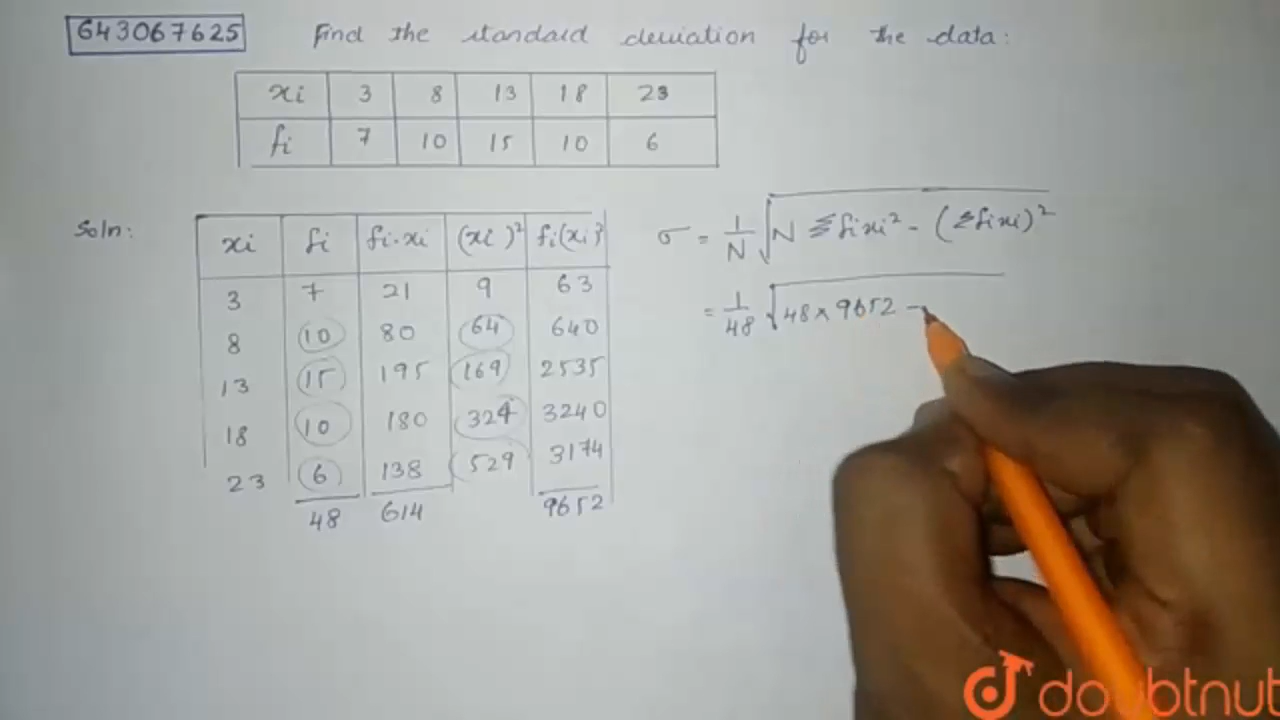 643067625 Find the standard deviation for the data:
xi 3 8 13 18 23
fi 7 10 15 10 6
Soln:
xi fi fi.xi (xi)² fi(xi)²
3 7 21 9 63
8 10 80 64 640
13 15 195 169 2535
18 10 180 324 3240
23 6 138 529 3174
48 614 9652
σ = 1/N √N Σfixi² - (Σfixi)²
= 1/48 √48 × 9652 -
doubtnut